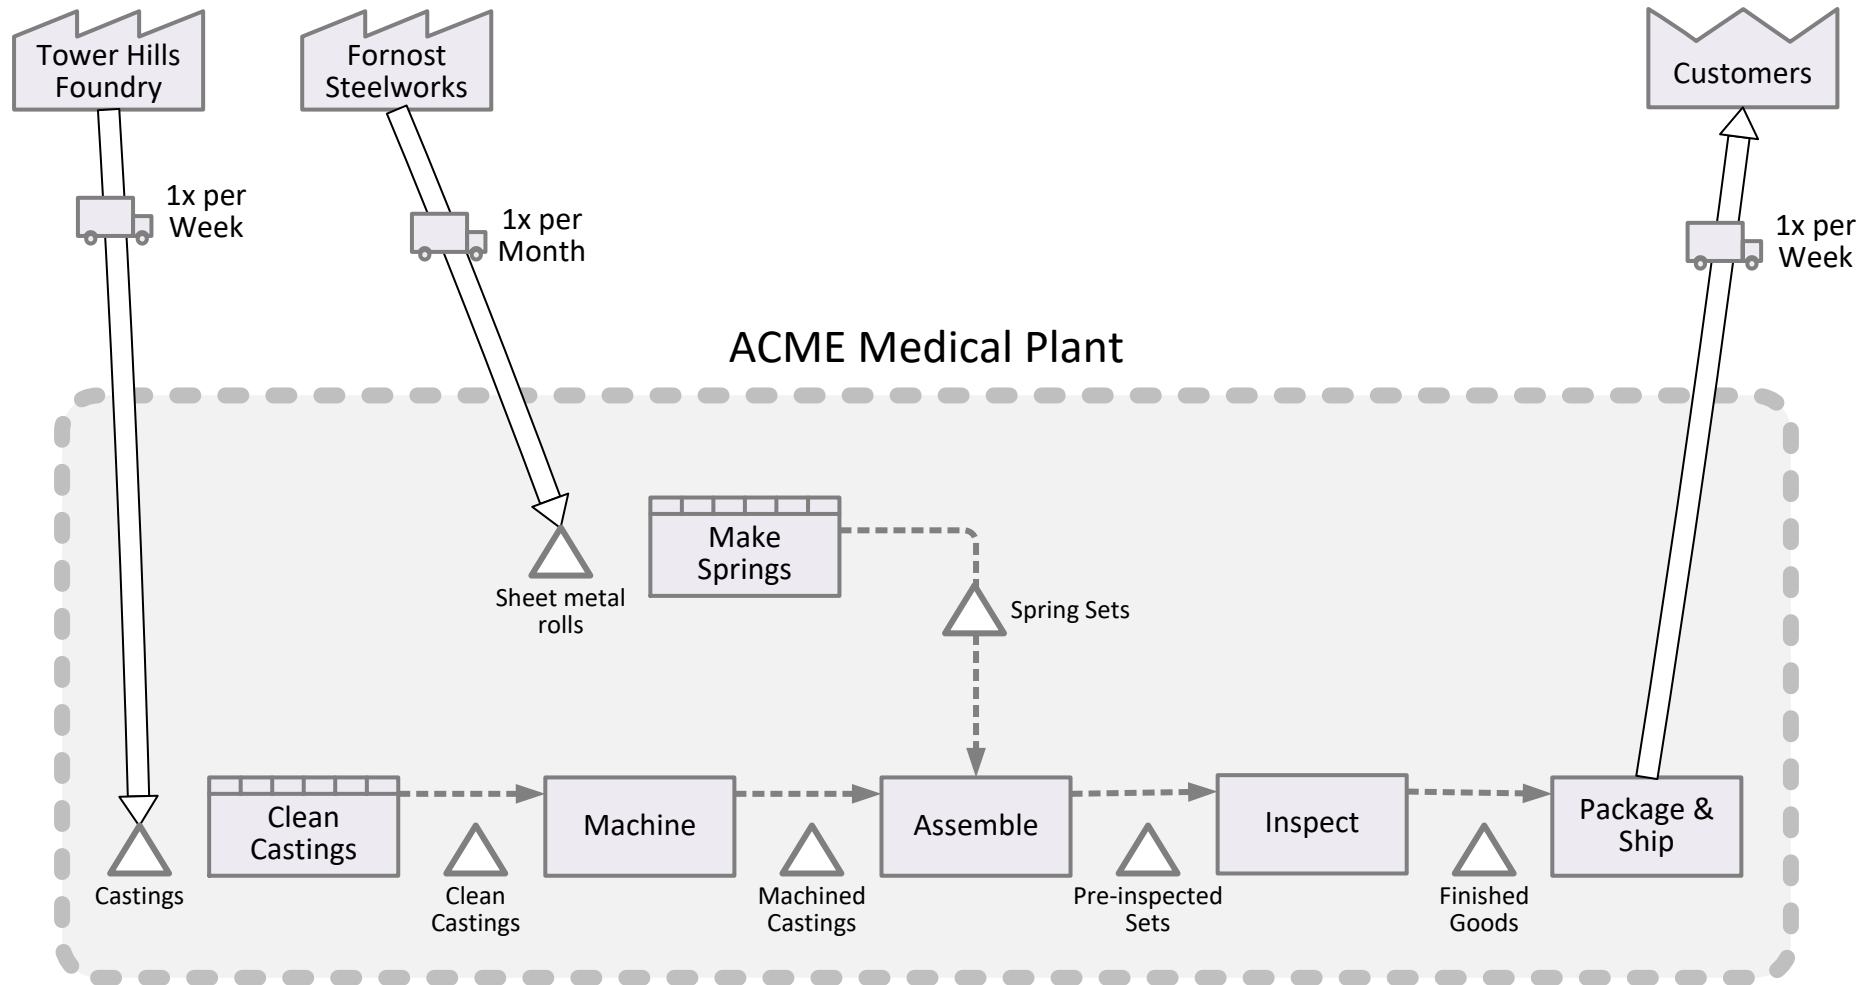 Tower Hills
Foundry
Fornost
Steelworks
Customers
1x per
Week
1x per
Month
1x per
Week
ACME Medical Plant
Make
Springs
Sheet metal
rolls
Spring Sets
Clean
Castings
Machine
Assemble
Inspect
Package &
Ship
Castings
Clean
Castings
Machined
Castings
Pre-inspected
Sets
Finished
Goods